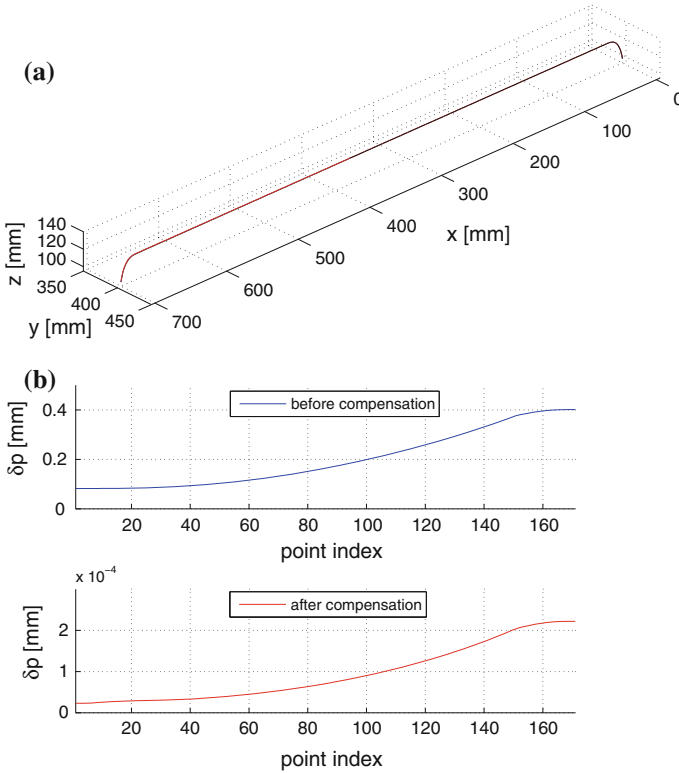 (a)
z [mm]
140
120
100
350
400
450
y [mm]
700
600
500
400
300
200
100
0
x [mm]
(b)
δp [mm]
0.4
0.2
0
before compensation
20 40 60 80 100 120 140 160
point index
x 10⁻⁴
δp [mm]
2
1
0
after compensation
20 40 60 80 100 120 140 160
point index